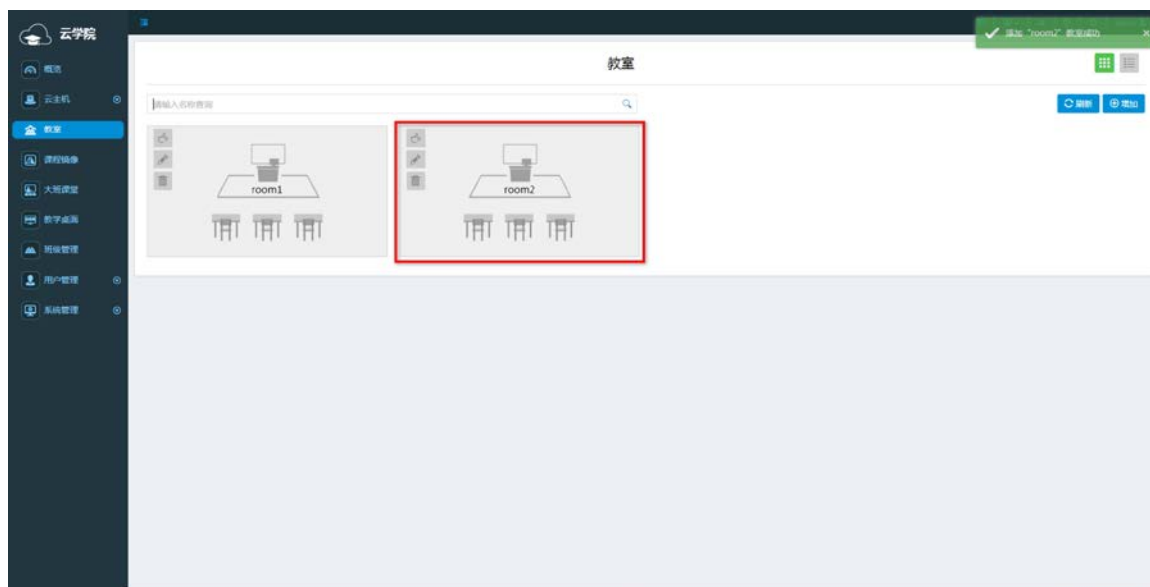 云学院
添加 "room2" 教室成功
概览
教室
云主机
请输入名称查询
刷新
增加
教室
课程镜像
room1
room2
大班课堂
教学桌面
班级管理
用户管理
系统管理